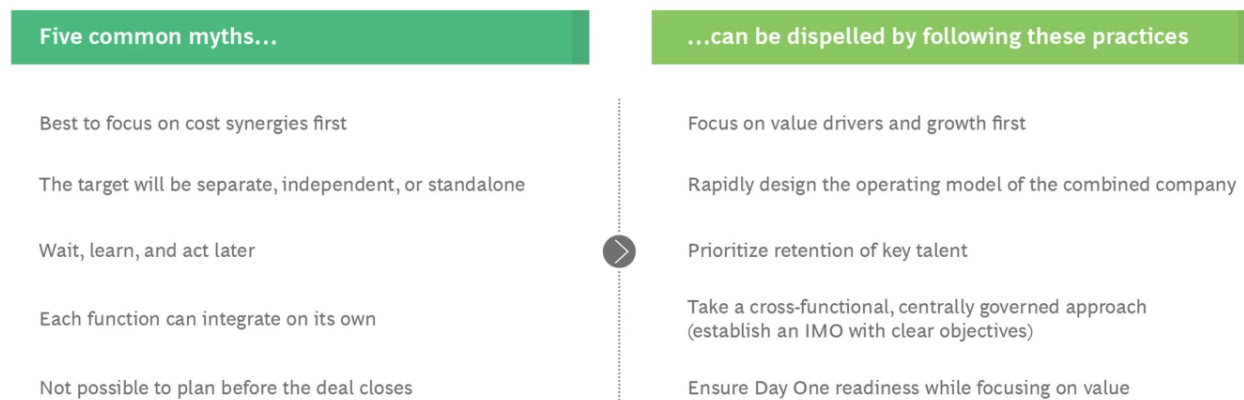 Five common myths...
...can be dispelled by following these practices
Best to focus on cost synergies first
Focus on value drivers and growth first
The target will be separate, independent, or standalone
Rapidly design the operating model of the combined company
Wait, learn, and act later
Prioritize retention of key talent
Each function can integrate on its own
Take a cross-functional, centrally governed approach
(establish an IMO with clear objectives)
Not possible to plan before the deal closes
Ensure Day One readiness while focusing on value